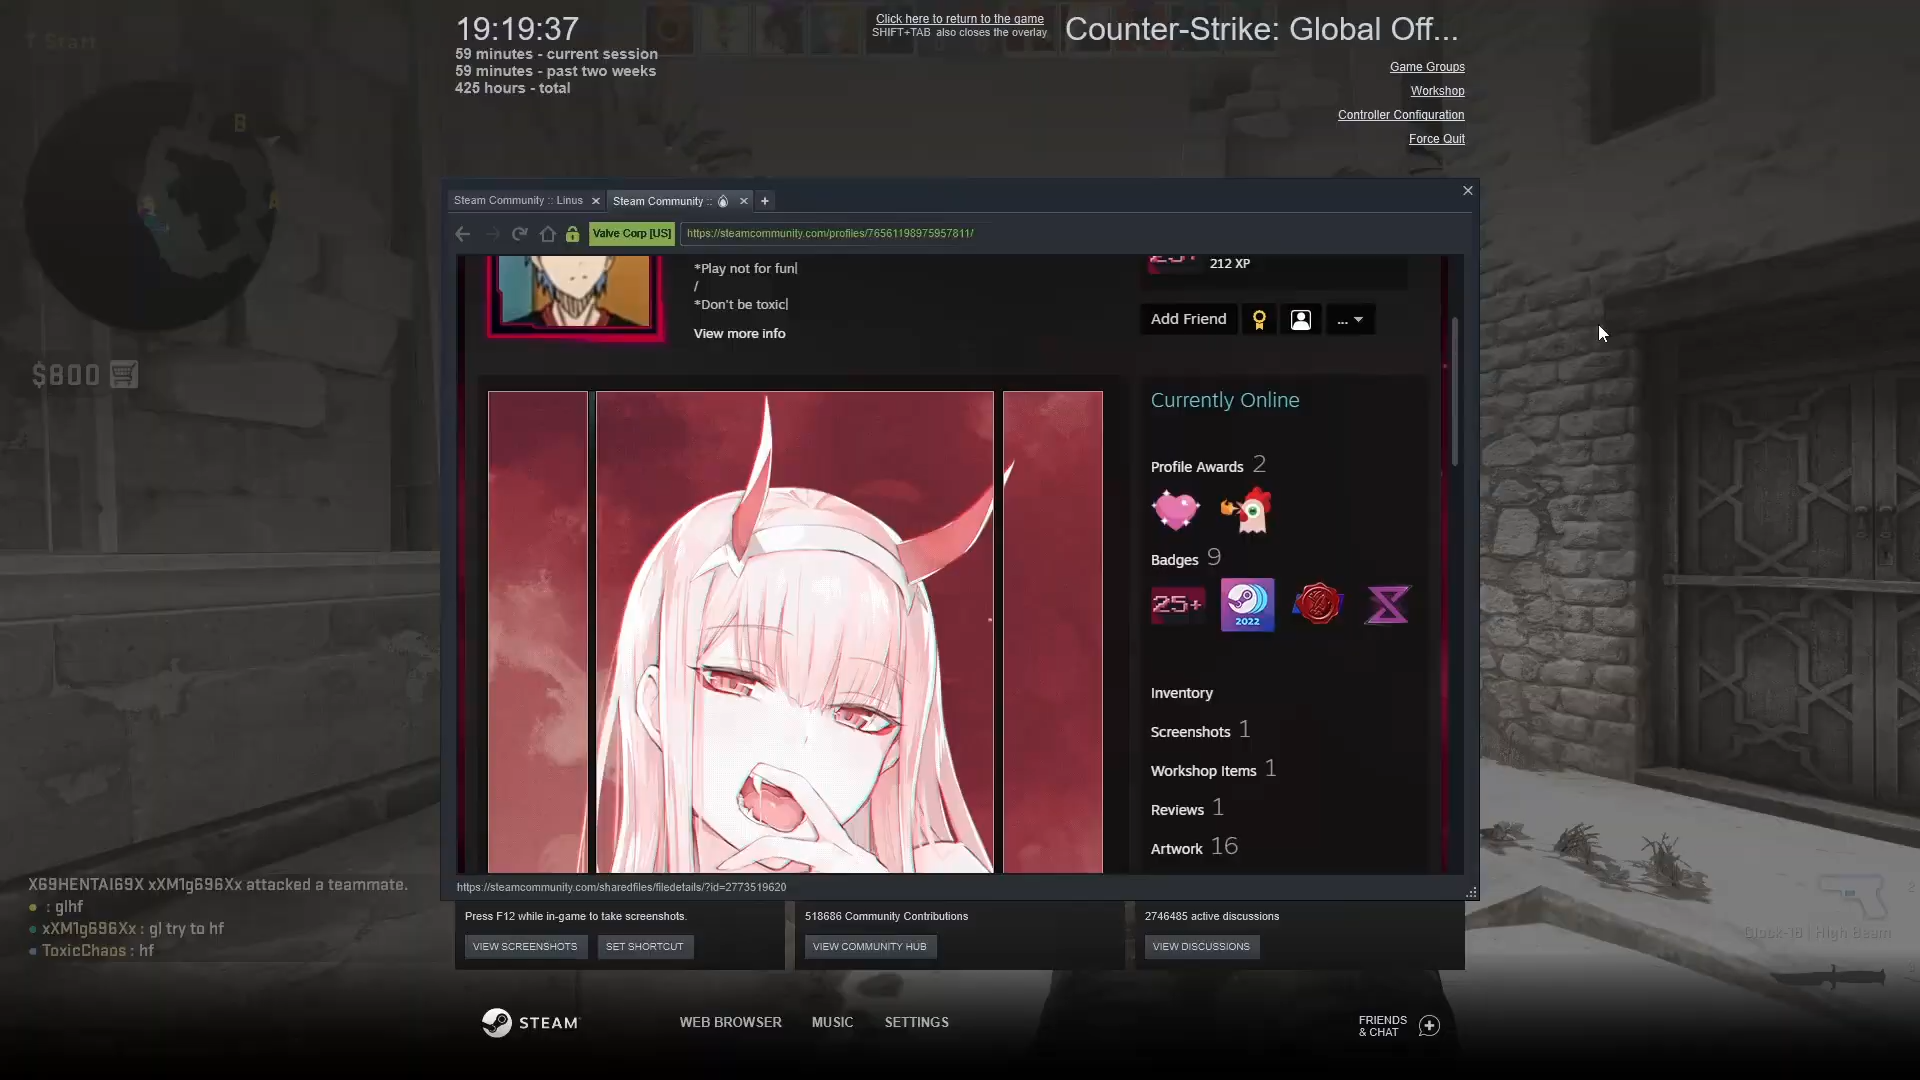 T Start
19:19:37
59 minutes - current session
59 minutes - past two weeks
425 hours - total
Click here to return to the game
SHIFT+TAB also closes the overlay
Counter-Strike: Global Off...
Game Groups
Workshop
Controller Configuration
Force Quit
B
A
$800
Steam Community :: Linus
Steam Community ::
Valve Corp [US]
https://steamcommunity.com/profiles/76561198975957811/
*Play not for fun|
/
*Don't be toxic|
View more info
212 XP
Add Friend
...
Currently Online
Profile Awards 2
Badges 9
25+
2022
Inventory
Screenshots 1
Workshop Items 1
Reviews 1
Artwork 16
https://steamcommunity.com/sharedfiles/filedetails/?id=2773519620
X69HENTAI69X xXM1g696Xx attacked a teammate.
: glhf
xXM1g696Xx : gl try to hf
ToxicChaos : hf
Press F12 while in-game to take screenshots.
VIEW SCREENSHOTS
SET SHORTCUT
518686 Community Contributions
VIEW COMMUNITY HUB
2746485 active discussions
VIEW DISCUSSIONS
2
Glock-18 | High Beam
STEAM
WEB BROWSER
MUSIC
SETTINGS
FRIENDS
& CHAT